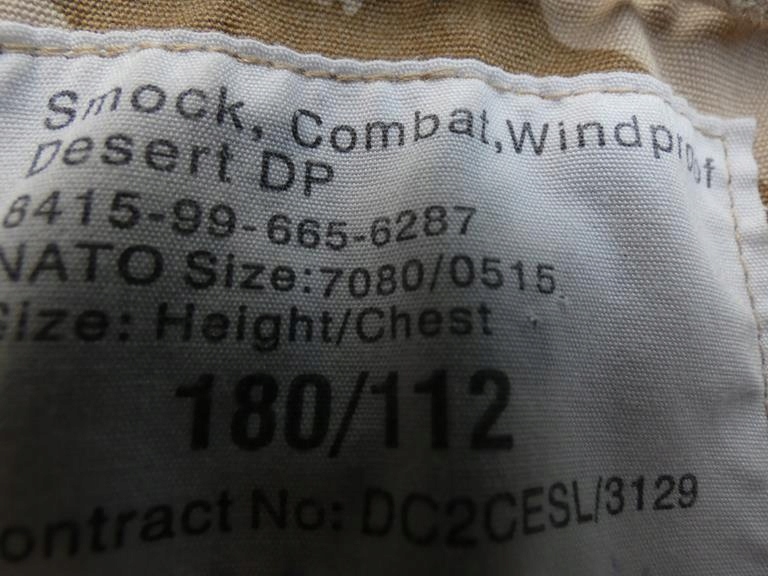 Smock, Combat,Windproof
Desert DP
8415-99-665-6287
NATO Size:7080/0515
Size: Height/Chest
180/112
Contract No: DC2CESL/3129